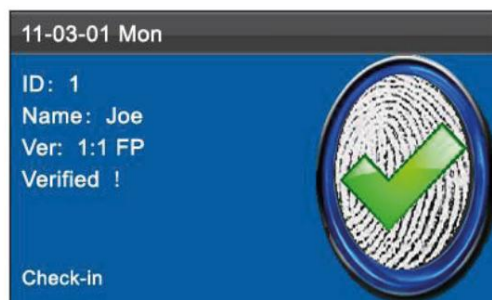 11-03-01 Mon
ID: 1
Name: Joe
Ver: 1:1 FP
Verified !
Check-in